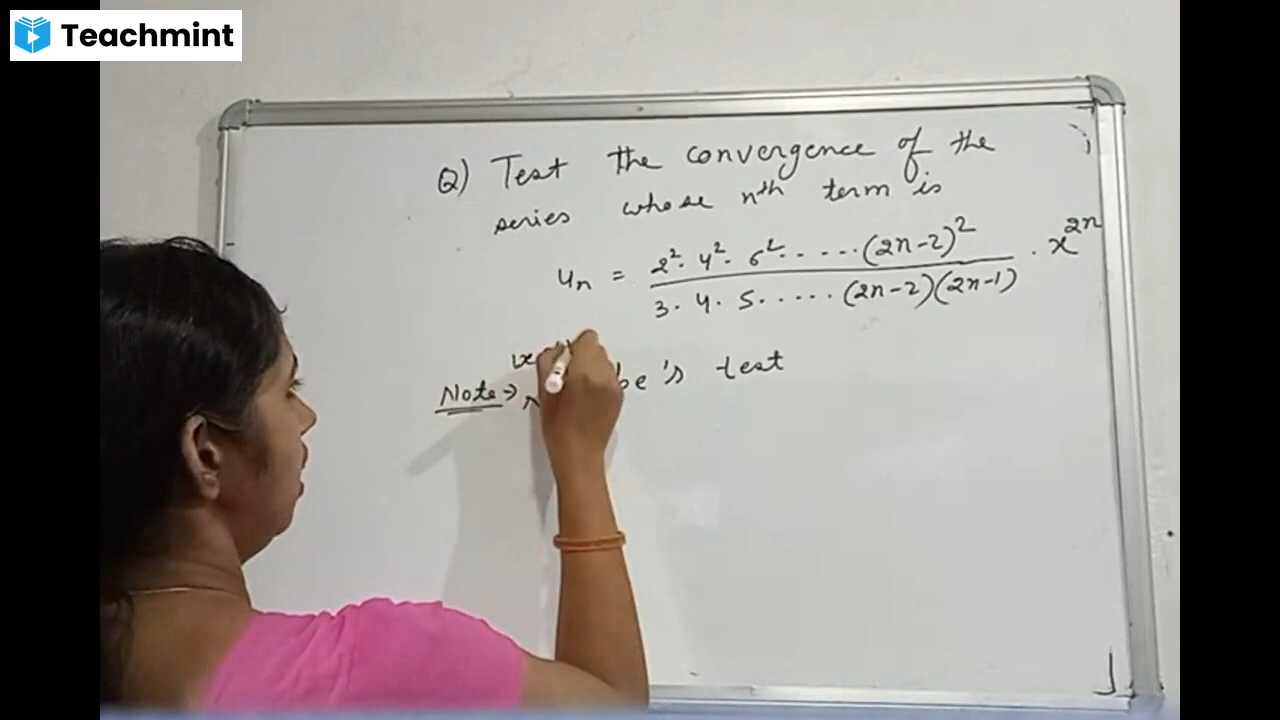 Teachmint
Q) Test the convergence of the
series whose nth term is
un = 2². 4². 6². . . . . (2n-2)² / 3. 4. 5. . . . . . (2n-2)(2n-1) . x²ⁿ
Note → be's test